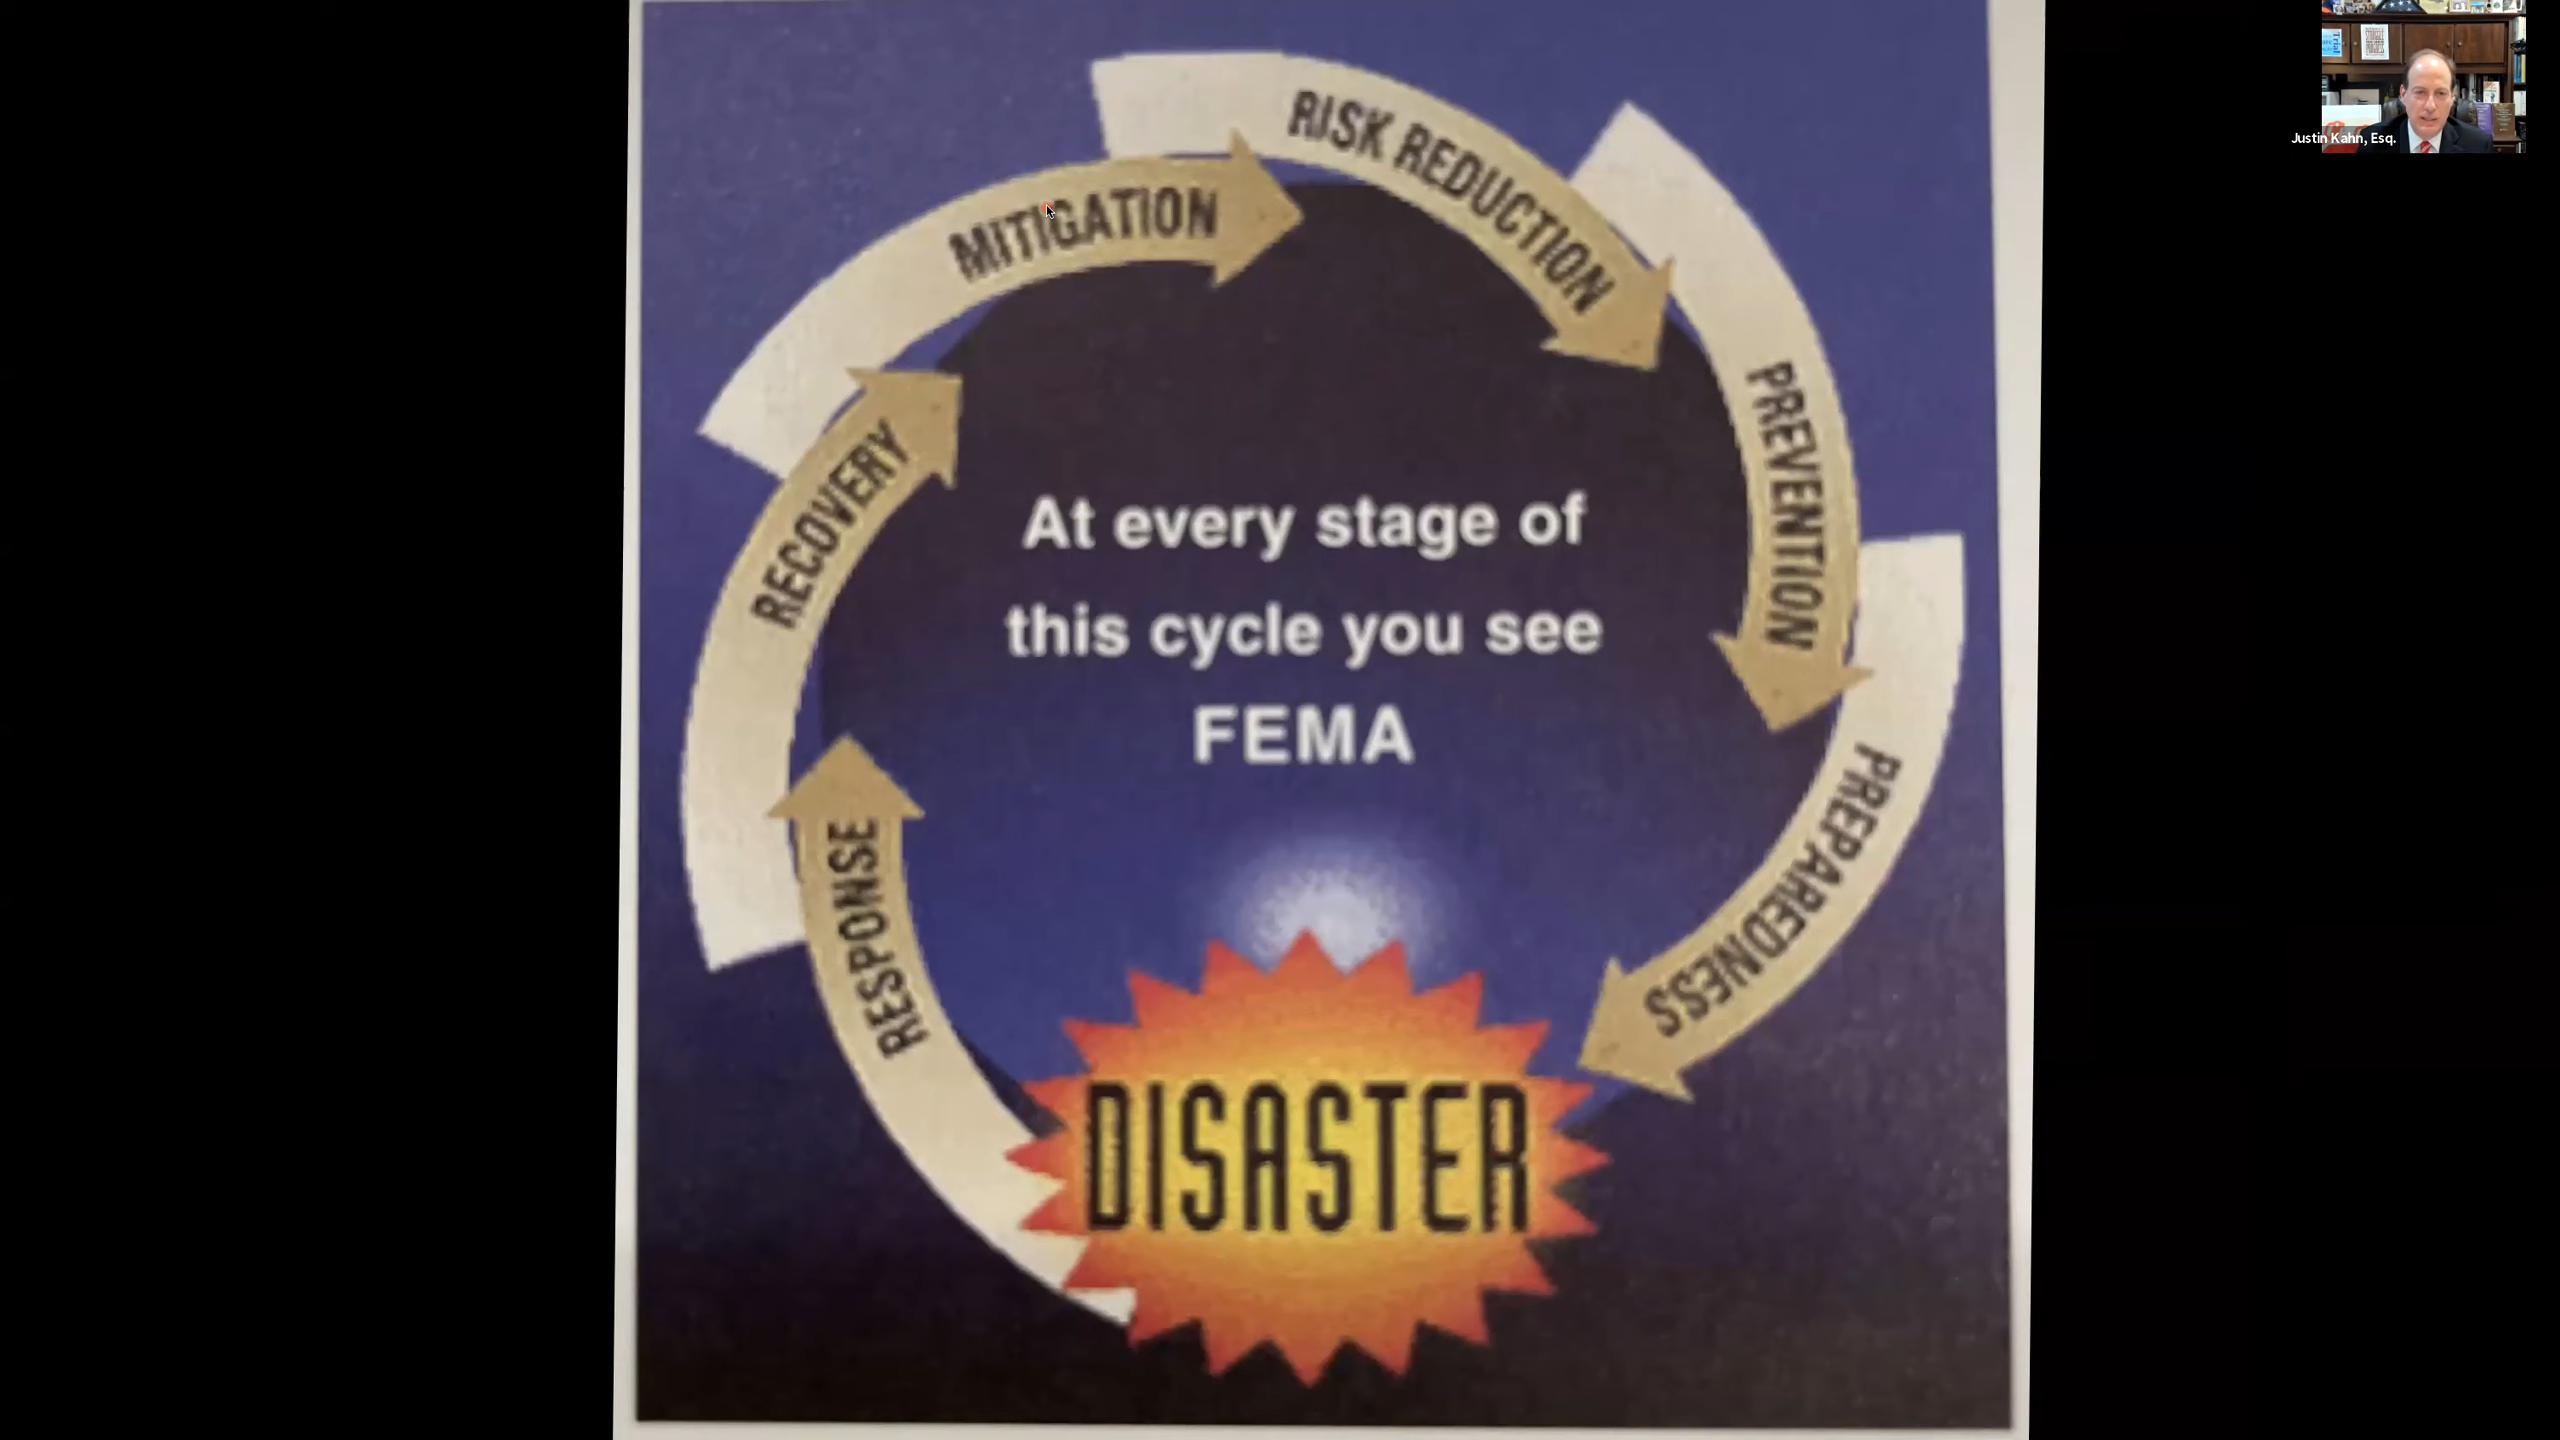 RISK REDUCTION
MITIGATION
PREVENTION
RECOVERY
At every stage of
this cycle you see
FEMA
PREPAREDNESS
RESPONSE
DISASTER
Justin Kahn, Esq.
Trial